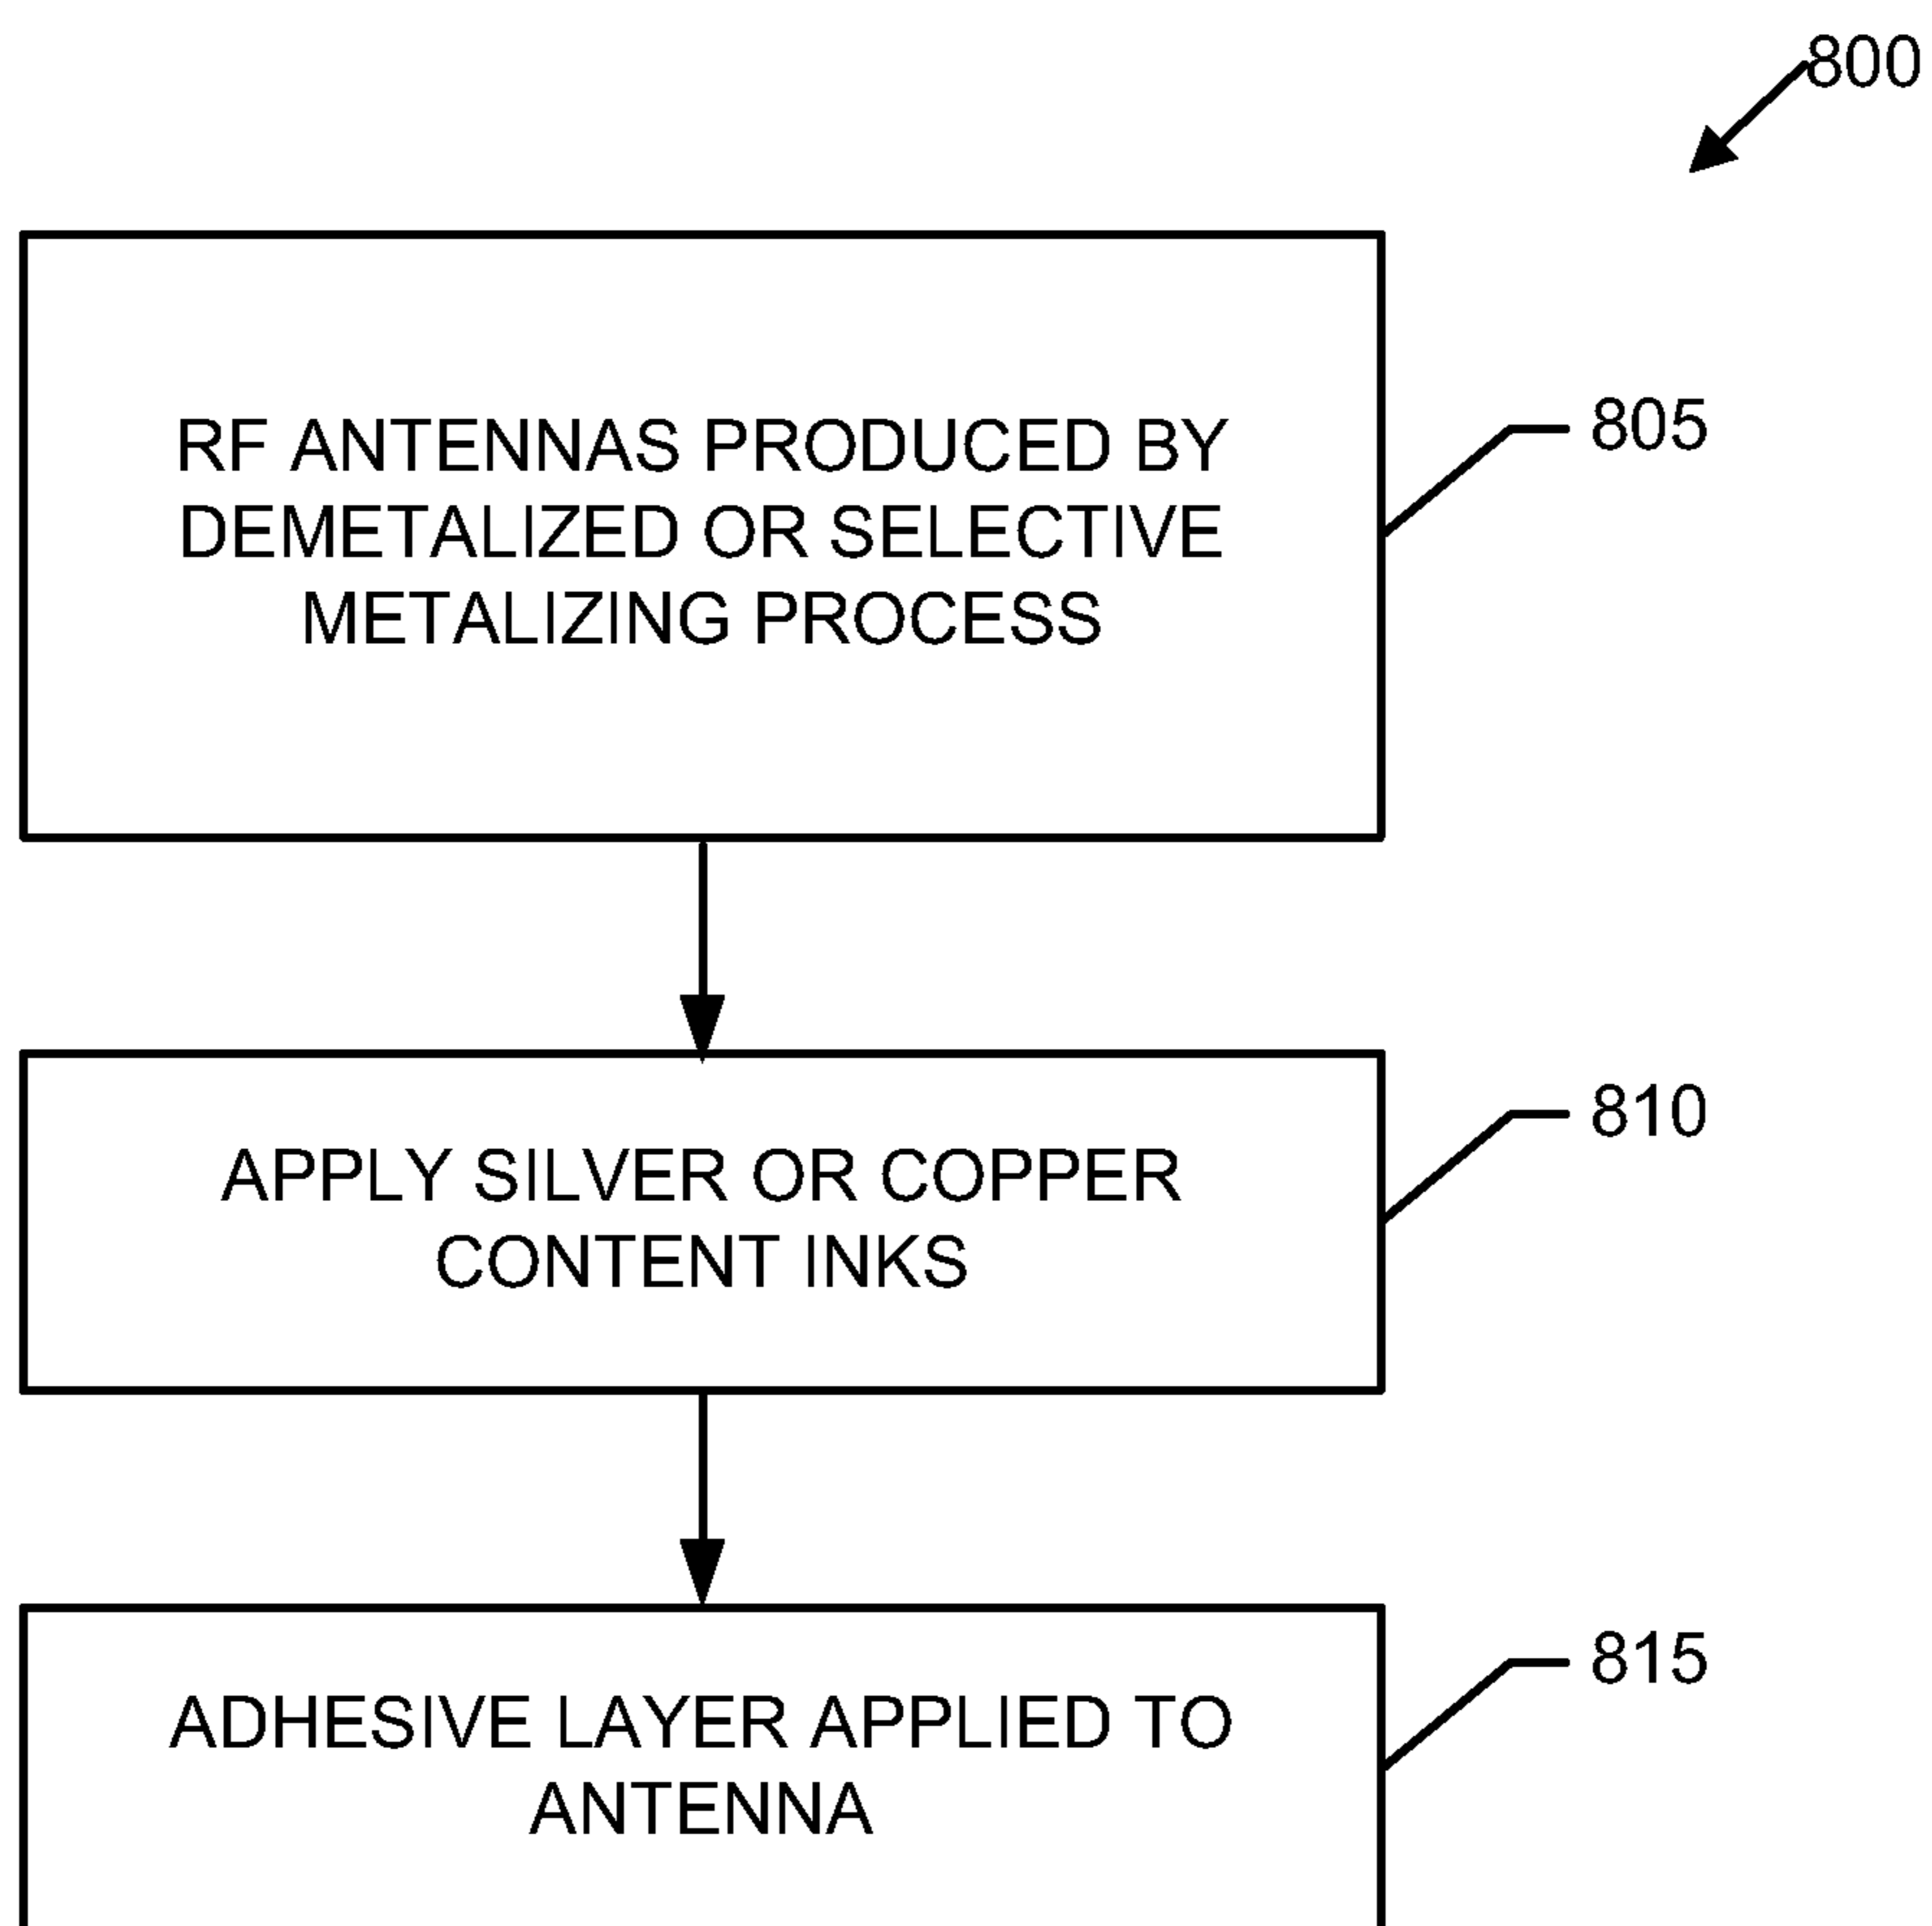 800
RF ANTENNAS PRODUCED BY
DEMETALIZED OR SELECTIVE
METALIZING PROCESS
805
APPLY SILVER OR COPPER
CONTENT INKS
810
ADHESIVE LAYER APPLIED TO
ANTENNA
815